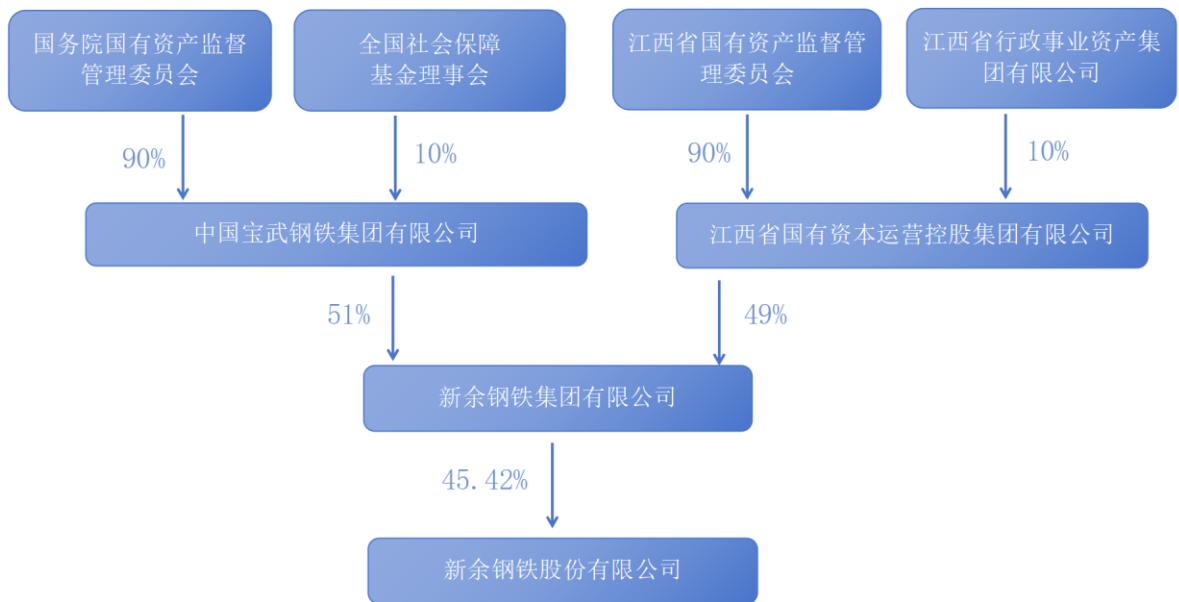 国务院国有资产监督
管理委员会
全国社会保障
基金理事会
江西省国有资产监督管
理委员会
江西省行政事业资产集
团有限公司
90%
10%
90%
10%
中国宝武钢铁集团有限公司
江西省国有资本运营控股集团有限公司
51%
49%
新余钢铁集团有限公司
45.42%
新余钢铁股份有限公司